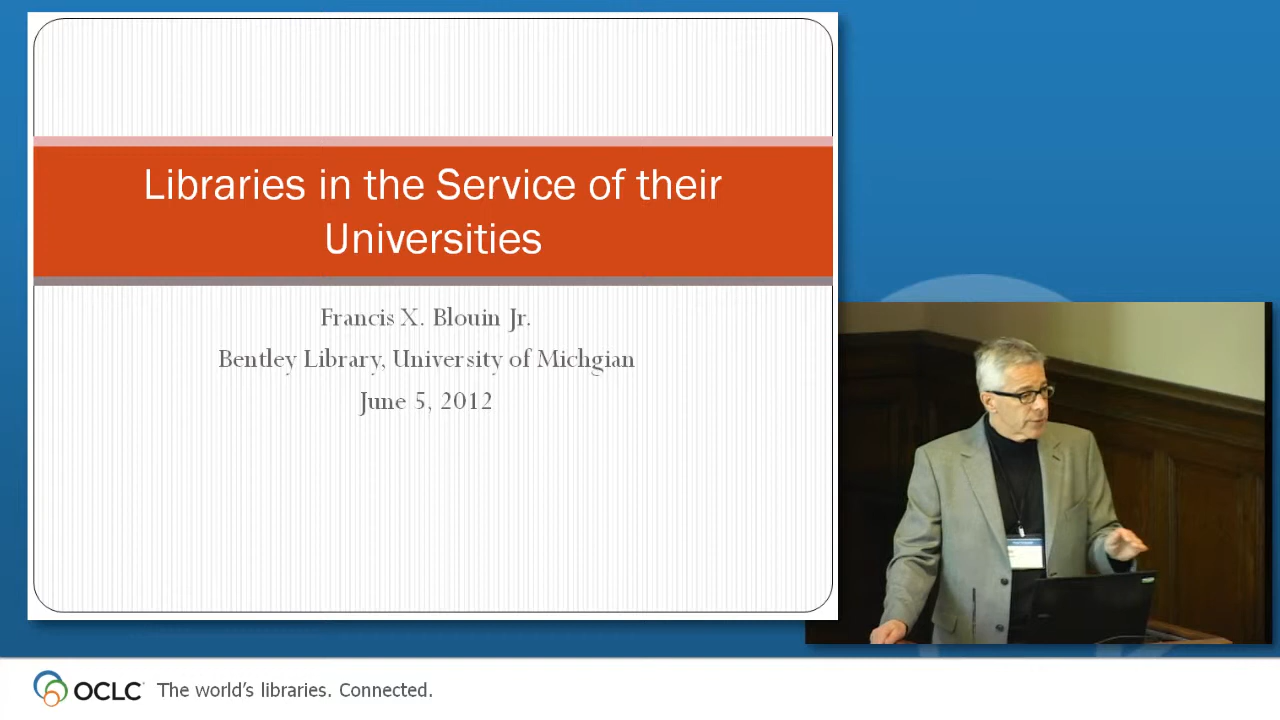 Libraries in the Service of their
Universities
Francis X. Blouin Jr.
Bentley Library, University of Michgian
June 5, 2012
OCLC The world's libraries. Connected.